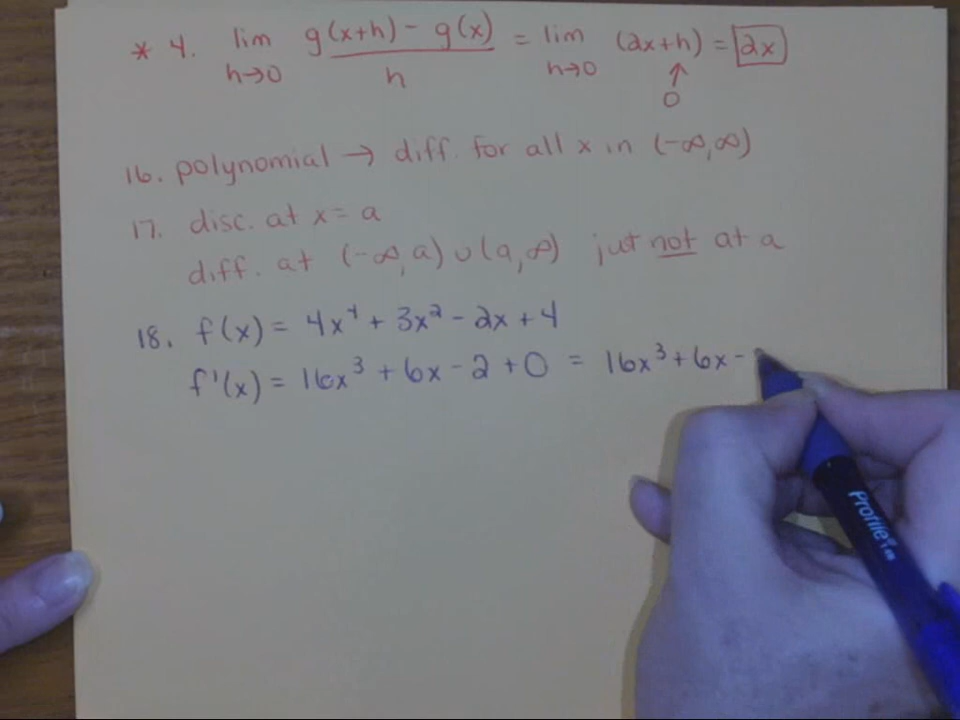 * 4. lim h→0 g(x+h) - g(x) / h = lim h→0 (2x+h) = 2x
↑
0
16. polynomial → diff. for all x in (-∞,∞)
17. disc. at x = a
diff. at (-∞,a) ∪ (a,∞) just not at a
18. f(x) = 4x⁴ + 3x² - 2x + 4
f'(x) = 16x³ + 6x - 2 + 0 = 16x³ + 6x -
Profile